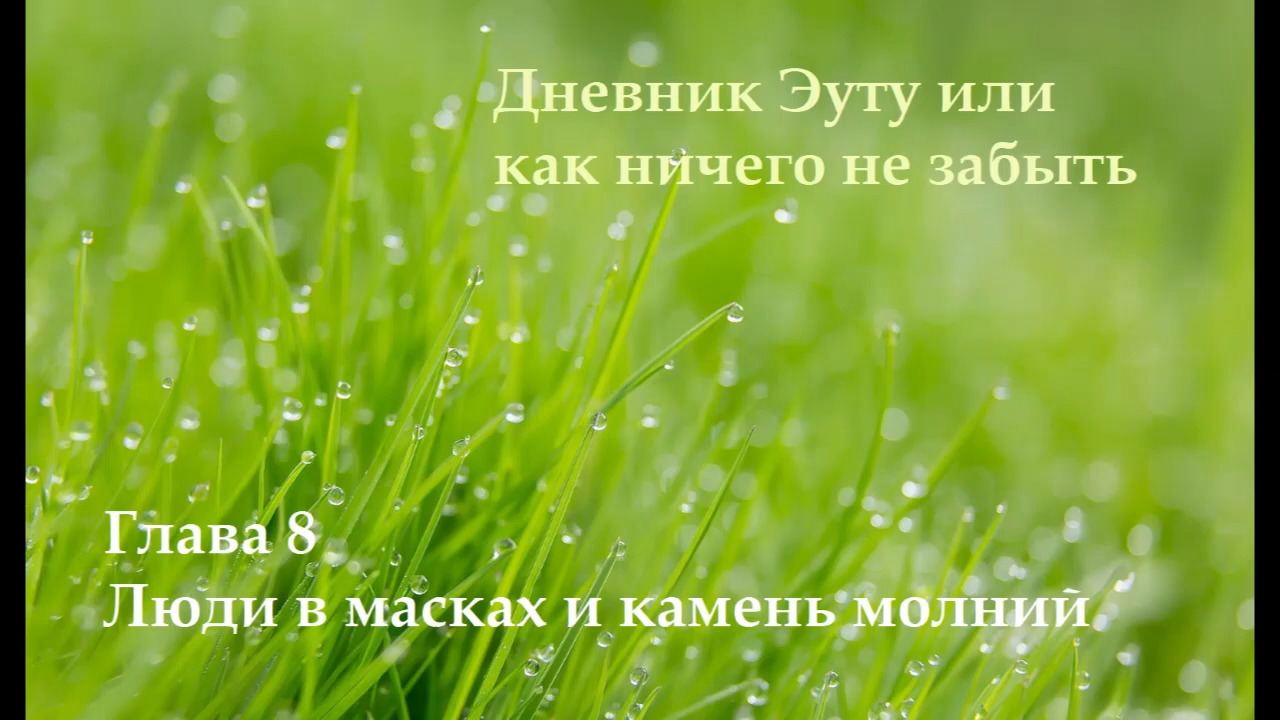 Дневник Эуту или
как ничего не забыть
Глава 8
Люди в масках и камень молний